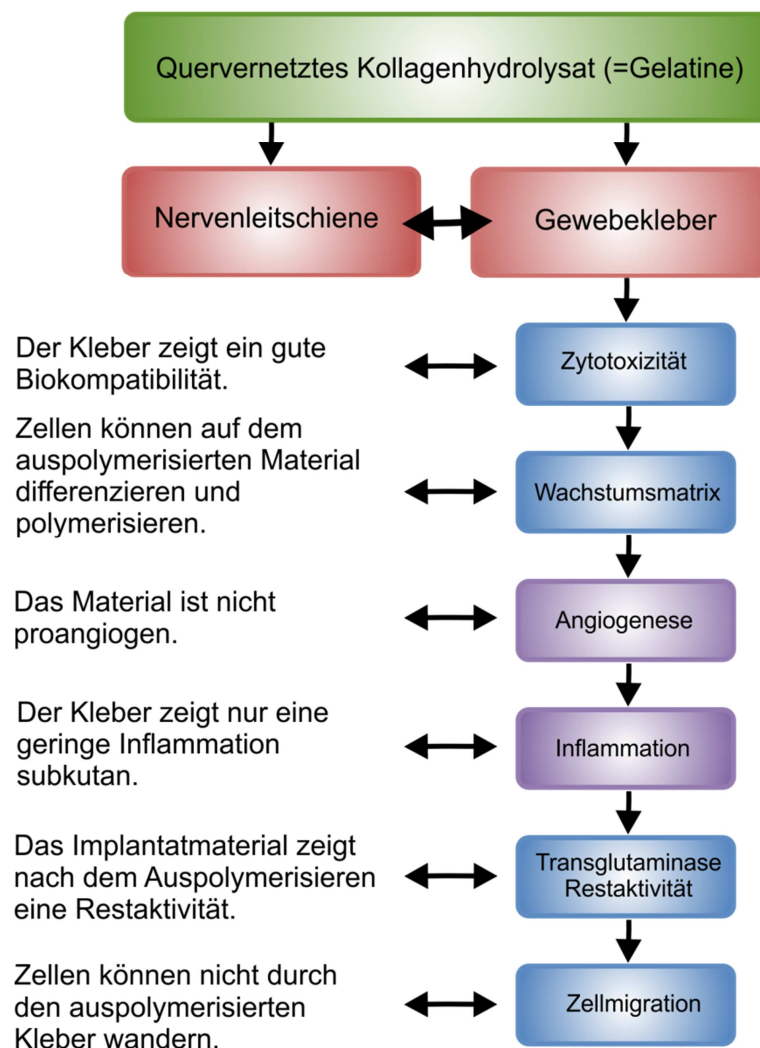 Quervernetztes Kollagenhydrolysat (=Gelatine)
Nervenleitschiene
Gewebekleber
Der Kleber zeigt ein gute
Biokompatibilität.
Zytotoxizität
Zellen können auf dem
auspolymerisierten Material
differenzieren und
polymerisieren.
Wachstumsmatrix
Das Material ist nicht
proangiogen.
Angiogenese
Der Kleber zeigt nur eine
geringe Inflammation
subkutan.
Inflammation
Das Implantatmaterial zeigt
nach dem Auspolymerisieren
eine Restaktivität.
Transglutaminase
Restaktivität
Zellen können nicht durch
den auspolymerisierten
Kleber wandern.
Zellmigration